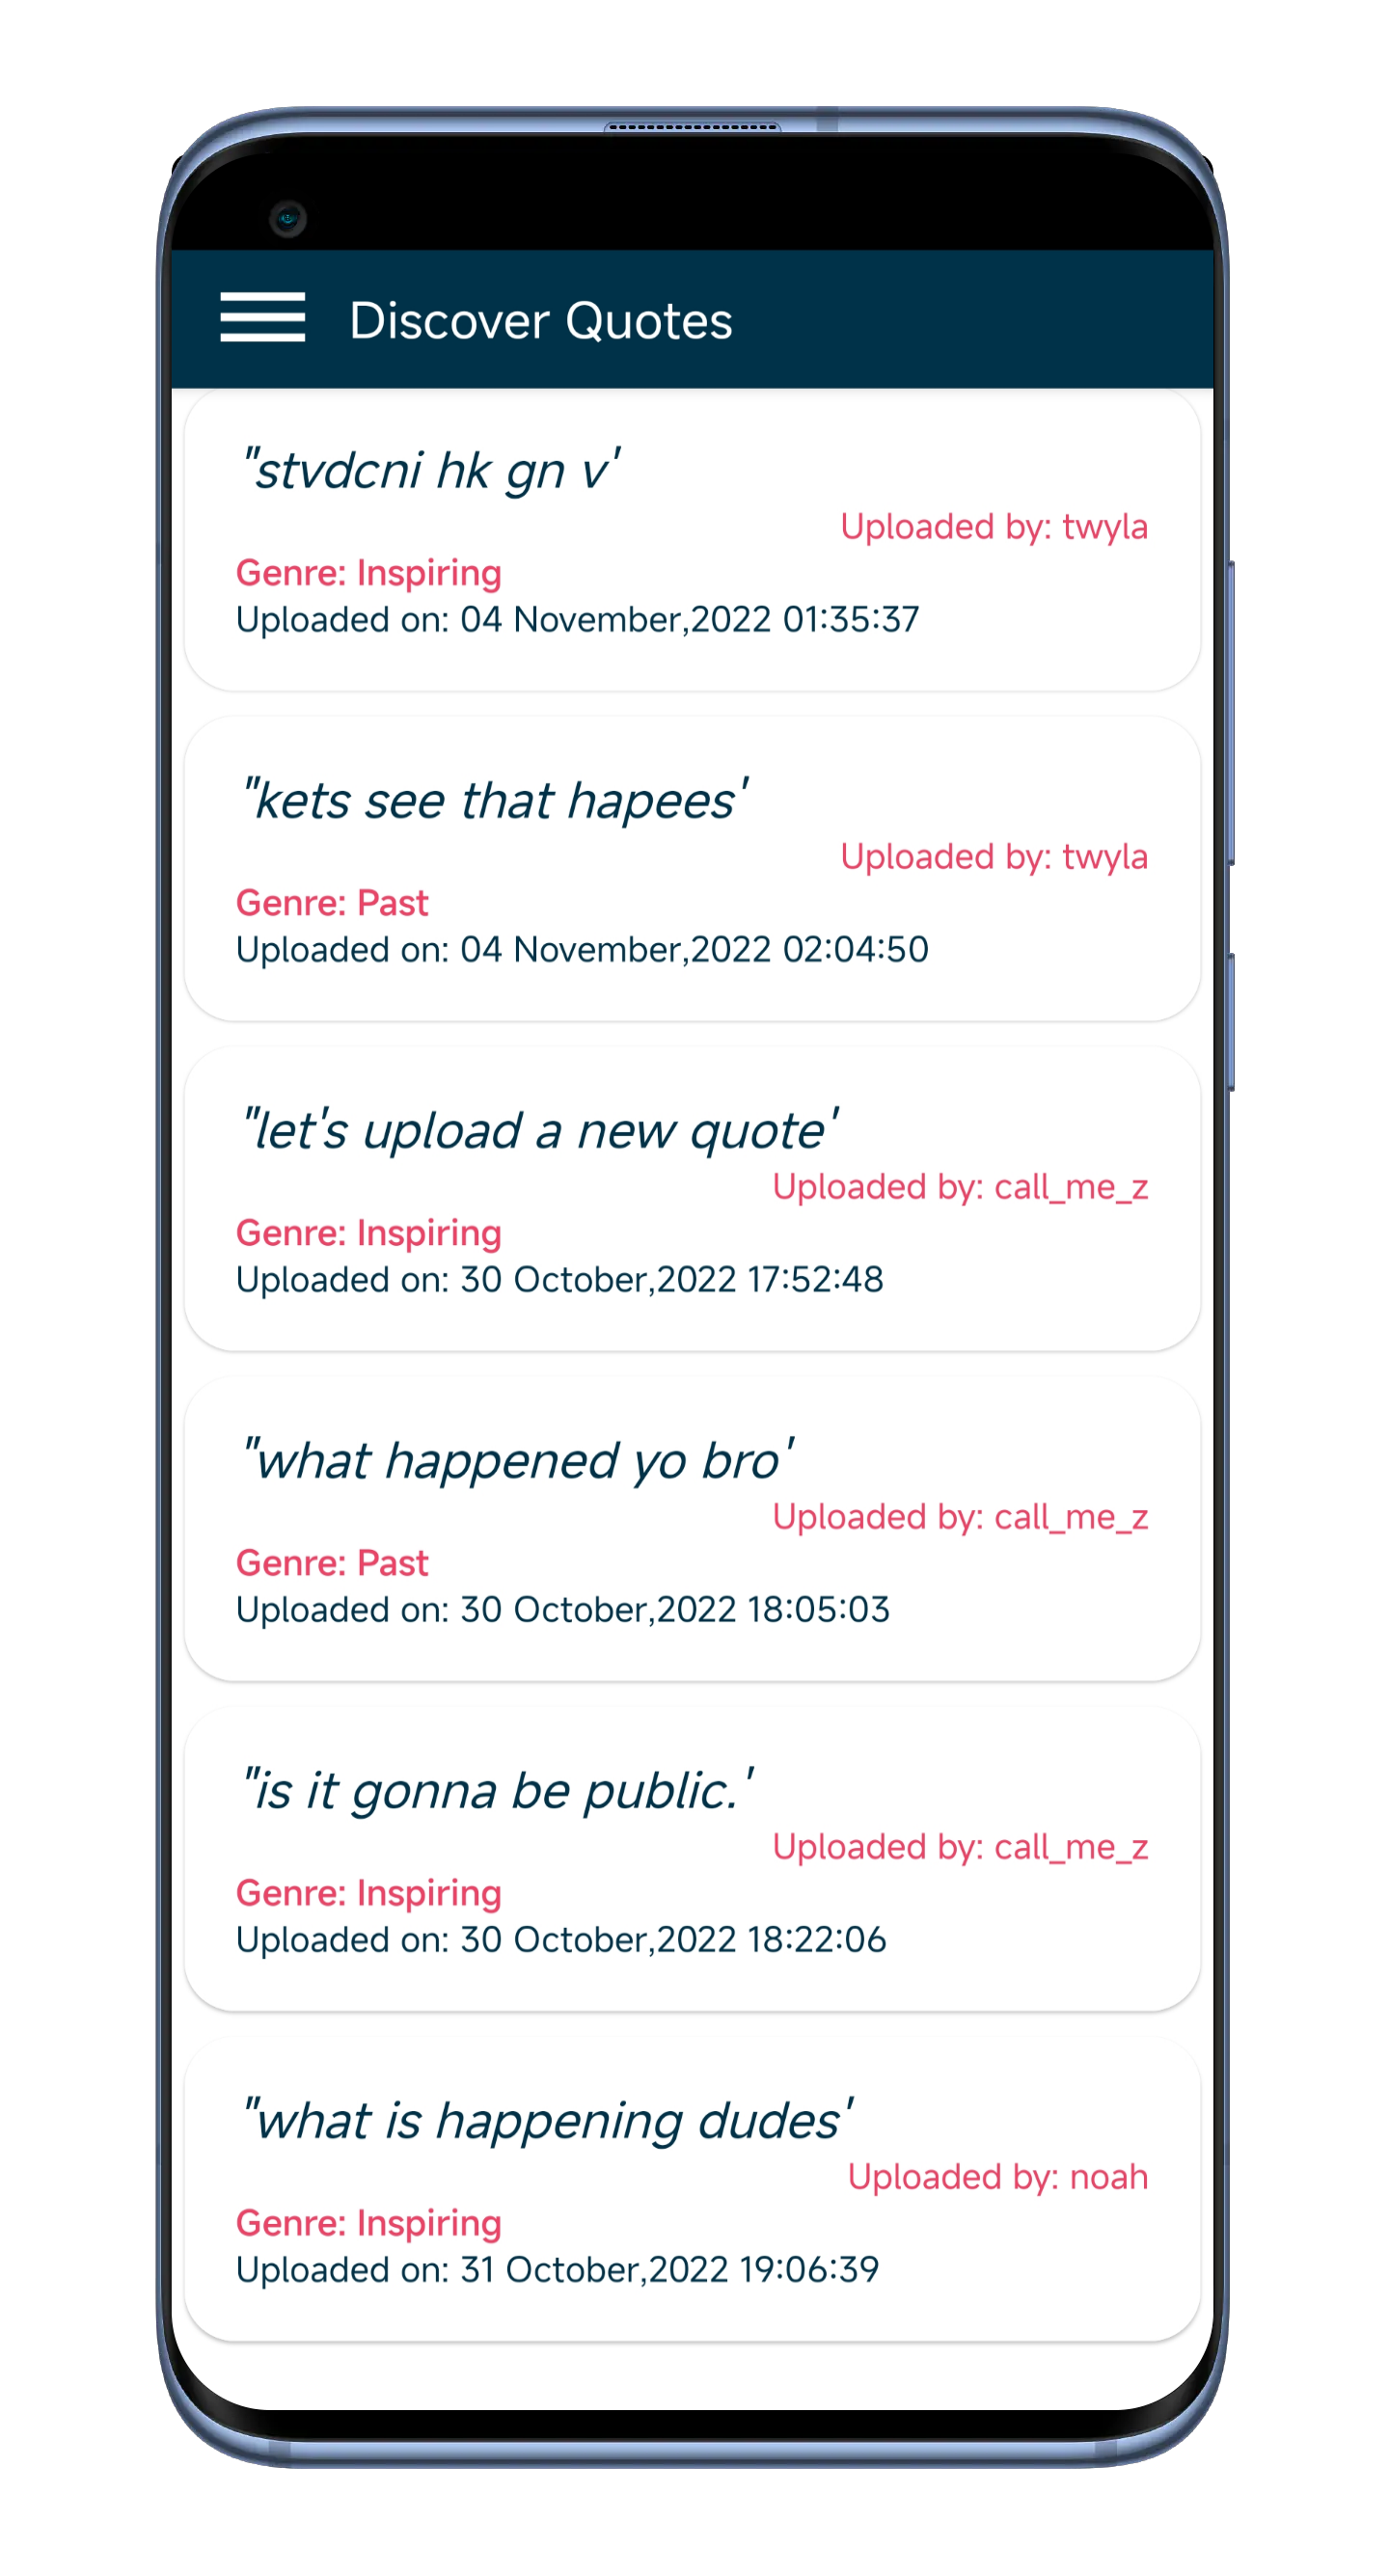 Discover Quotes
"stvdcni hk gn v'
Uploaded by: twyla
Genre: Inspiring
Uploaded on: 04 November,2022 01:35:37
"kets see that hapees'
Uploaded by: twyla
Genre: Past
Uploaded on: 04 November,2022 02:04:50
"let's upload a new quote'
Uploaded by: call_me_z
Genre: Inspiring
Uploaded on: 30 October,2022 17:52:48
"what happened yo bro'
Uploaded by: call_me_z
Genre: Past
Uploaded on: 30 October,2022 18:05:03
"is it gonna be public.'
Uploaded by: call_me_z
Genre: Inspiring
Uploaded on: 30 October,2022 18:22:06
"what is happening dudes'
Uploaded by: noah
Genre: Inspiring
Uploaded on: 31 October,2022 19:06:39